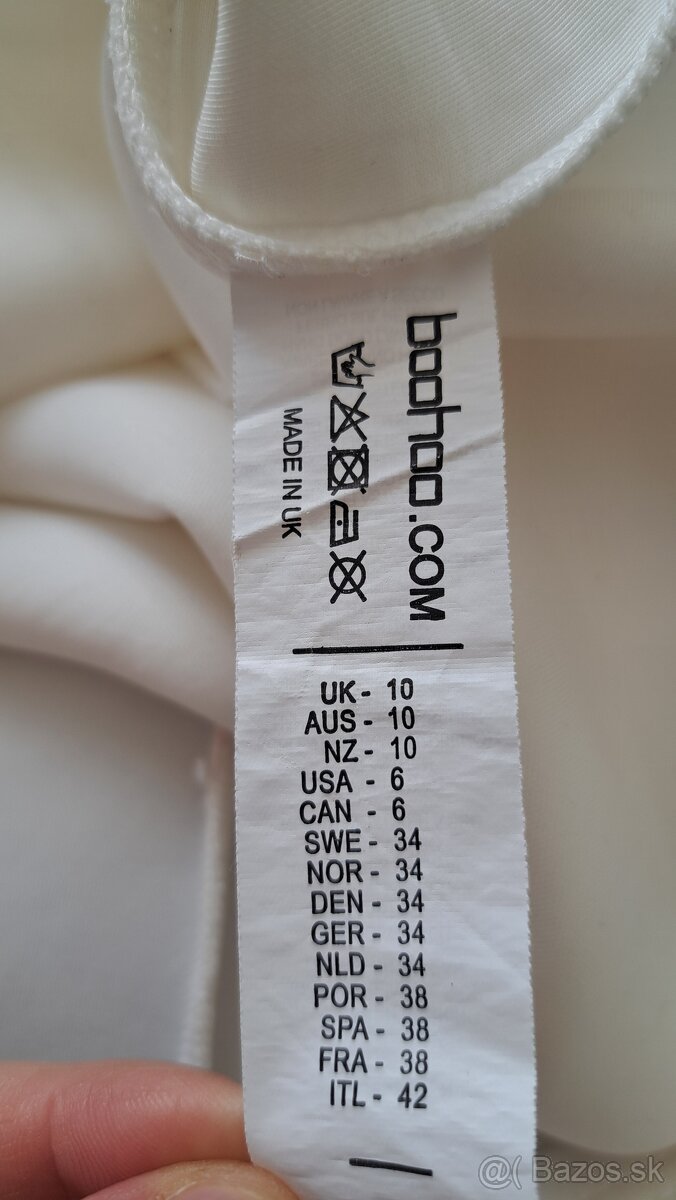 boohoo.COM
MADE IN UK
UK - 10
AUS - 10
NZ - 10
USA - 6
CAN - 6
SWE - 34
NOR - 34
DEN - 34
GER - 34
NLD - 34
POR - 38
SPA - 38
FRA - 38
ITL - 42
@( Bazos.sk